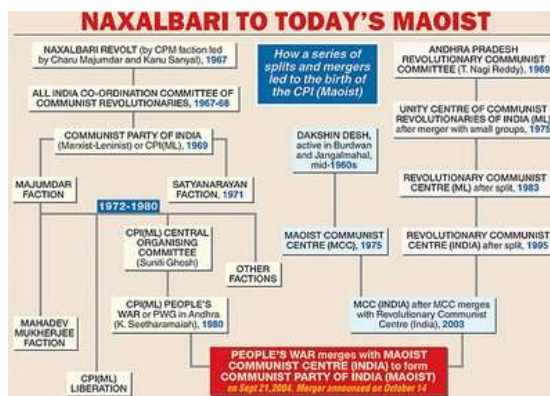 NAXALBARI TO TODAY'S MAOIST
NAXALBARI REVOLT (by CPM faction led
by Charu Majumdar and Kanu Sanyal), 1967
ALL INDIA CO-ORDINATION COMMITTEE OF
COMMUNIST REVOLUTIONARIES, 1967-68
COMMUNIST PARTY OF INDIA
(Marxist-Leninist) or CPI(ML), 1969
MAJUMDAR
FACTION
SATYANARAYAN
FACTION, 1971
1972-1980
CPI(ML) CENTRAL
ORGANISING
COMMITTEE
(Suniti Ghosh)
OTHER
FACTIONS
MAHADEV
MUKHERJEE
FACTION
CPI(ML) PEOPLE'S
WAR or PWG in Andhra
(K. Seetharamaiah), 1980
CPI(ML)
LIBERATION
How a series of
splits and mergers
led to the birth of
the CPI (Maoist)
DAKSHIN DESH,
active in Burdwan
and Jangalmahal,
mid-1960s
MAOIST COMMUNIST
CENTRE (MCC), 1975
ANDHRA PRADESH
REVOLUTIONARY COMMUNIST
COMMITTEE (T. Nagi Reddy), 1969
UNITY CENTRE OF COMMUNIST
REVOLUTIONARIES OF INDIA (ML)
after merger with small groups, 1975
REVOLUTIONARY COMMUNIST
CENTRE (ML) after split, 1983
REVOLUTIONARY COMMUNIST
CENTRE (INDIA) after split, 1995
MCC (INDIA) after MCC merges
with Revolutionary Communist
Centre (India), 2003
PEOPLE'S WAR merges with MAOIST
COMMUNIST CENTRE (INDIA) to form
COMMUNIST PARTY OF INDIA (MAOIST)
on Sept 21, 2004. Merger announced on October 14